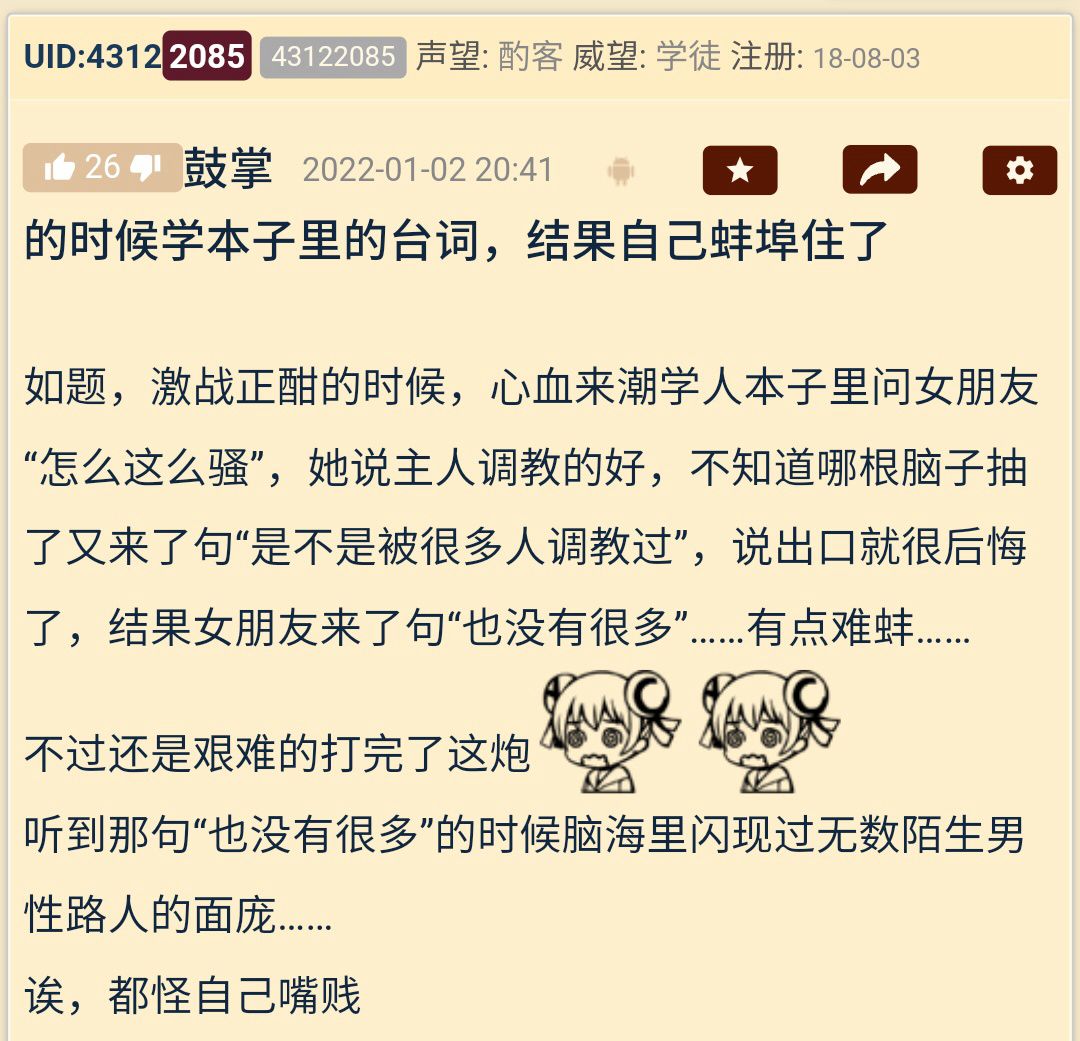 UID:43122085 43122085 声望: 酌客 威望: 学徒 注册: 18-08-03
26 鼓掌 2022-01-02 20:41
的时候学本子里的台词，结果自己蚌埠住了
如题，激战正酣的时候，心血来潮学人本子里问女朋友
“怎么这么骚”，她说主人调教的好，不知道哪根脑子抽
了又来了句“是不是被很多人调教过”，说出口就很后悔
了，结果女朋友来了句“也没有很多”……有点难蚌……
不过还是艰难的打完了这炮
听到那句“也没有很多”的时候脑海里闪现过无数陌生男
性路人的面庞……
诶，都怪自己嘴贱